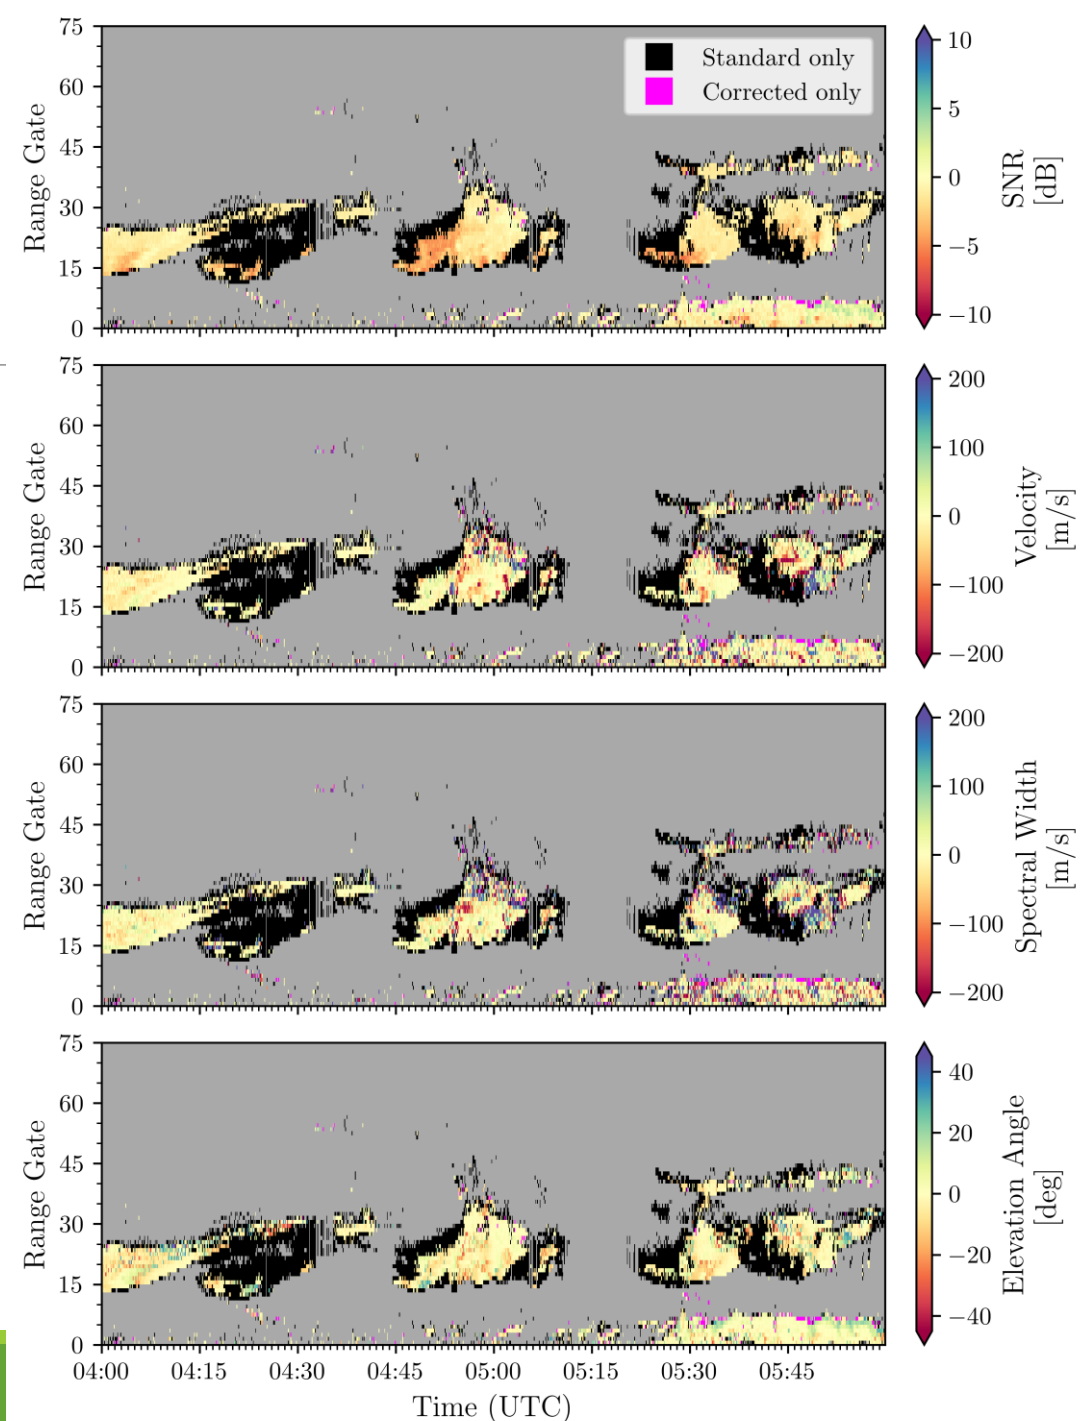 75
60
45
30
15
0
Range Gate
Standard only
Corrected only
10
5
0
−5
−10
SNR
[dB]
75
60
45
30
15
0
Range Gate
200
100
0
−100
−200
Velocity
[m/s]
75
60
45
30
15
0
Range Gate
200
100
0
−100
−200
Spectral Width
[m/s]
75
60
45
30
15
0
Range Gate
40
20
0
−20
−40
Elevation Angle
[deg]
04:00 04:15 04:30 04:45 05:00 05:15 05:30 05:45
Time (UTC)